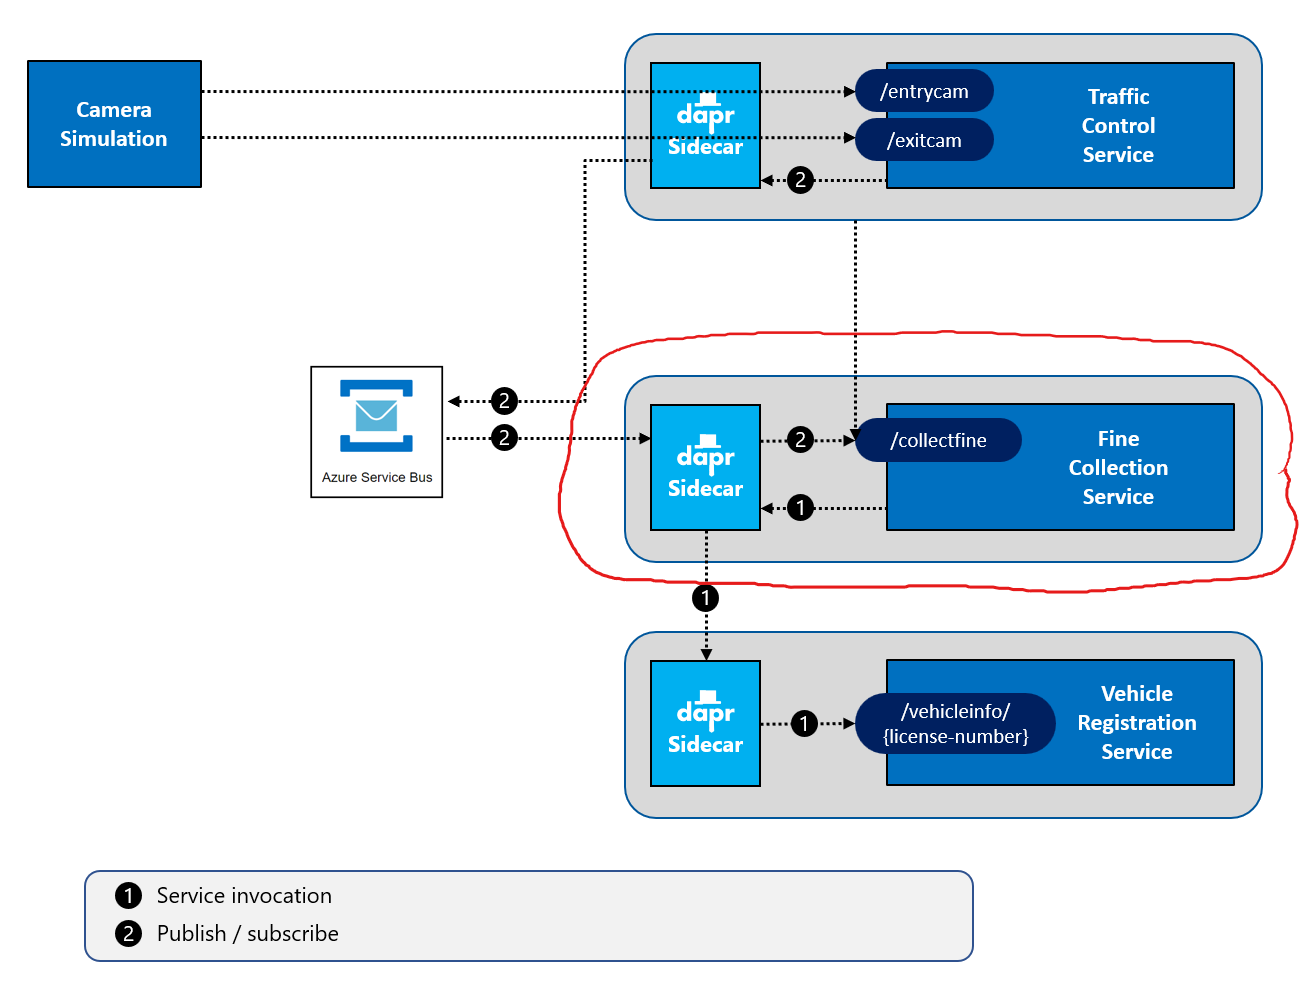 Camera
Simulation
dapr
Sidecar
/entrycam
/exitcam
2
Traffic
Control
Service
Azure Service Bus
2
2
dapr
Sidecar
2
1
/collectfine
Fine
Collection
Service
1
dapr
Sidecar
1
/vehicleinfo/
{license-number}
Vehicle
Registration
Service
1 Service invocation
2 Publish / subscribe